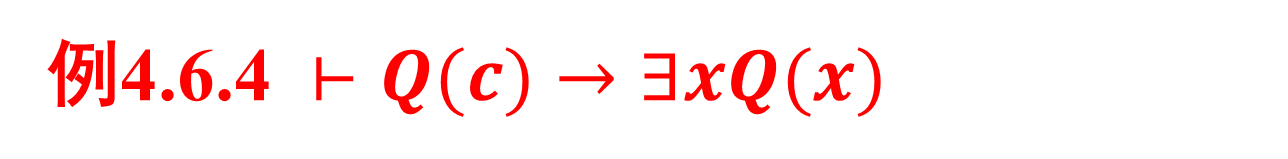 例4.6.4 ⊢ Q(c) → ∃xQ(x)